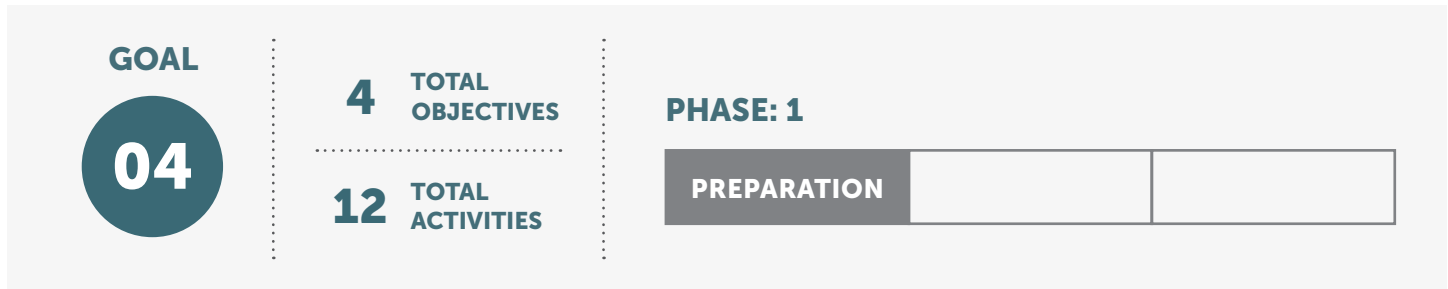 GOAL
04
4 TOTAL
OBJECTIVES
12 TOTAL
ACTIVITIES
PHASE: 1
PREPARATION